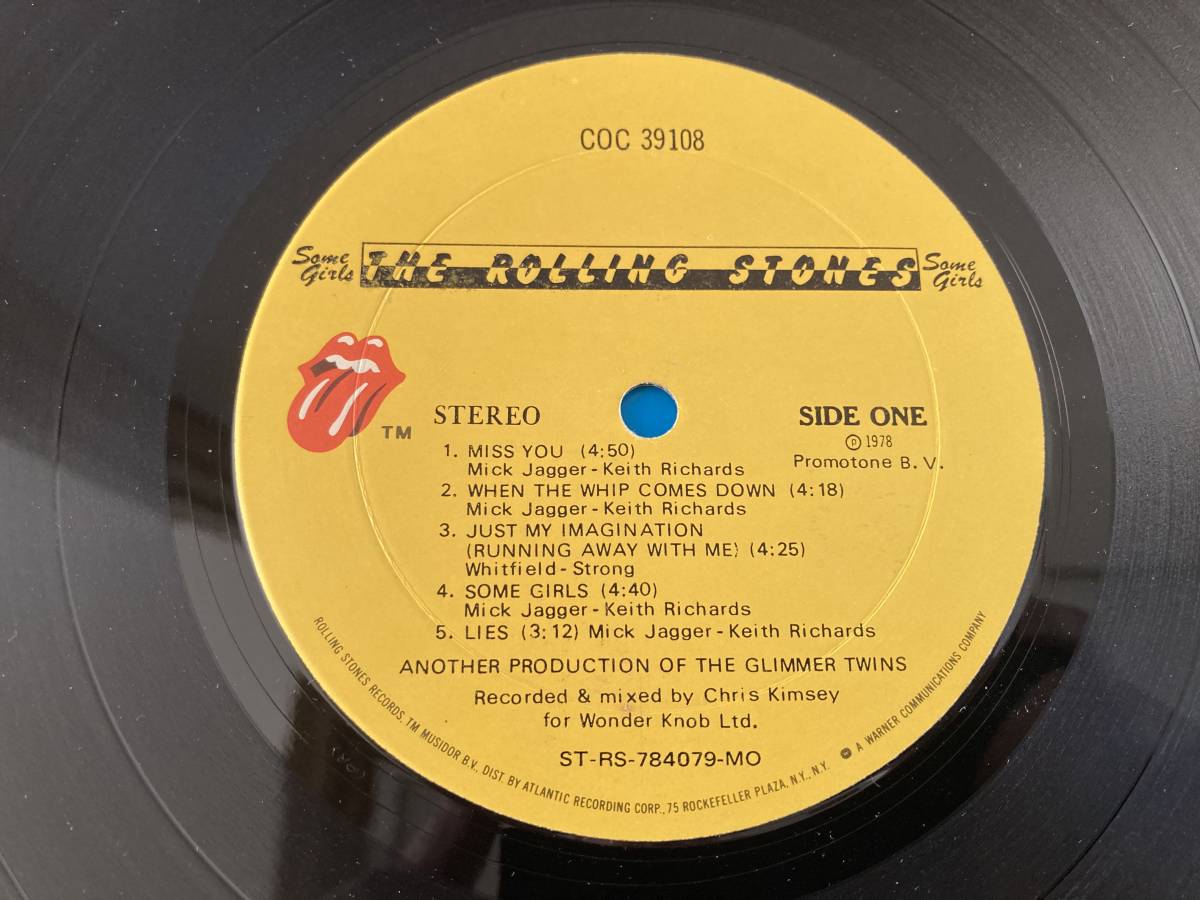 COC 39108
Some Girls THE ROLLING STONES Some Girls
TM
STEREO
SIDE ONE
℗ 1978
Promotone B.V.
1. MISS YOU (4:50)
Mick Jagger - Keith Richards
2. WHEN THE WHIP COMES DOWN (4:18)
Mick Jagger - Keith Richards
3. JUST MY IMAGINATION
(RUNNING AWAY WITH ME) (4:25)
Whitfield - Strong
4. SOME GIRLS (4:40)
Mick Jagger - Keith Richards
5. LIES (3:12) Mick Jagger - Keith Richards
ANOTHER PRODUCTION OF THE GLIMMER TWINS
Recorded & mixed by Chris Kimsey
for Wonder Knob Ltd.
ST-RS-784079-MO
ROLLING STONES RECORDS, TM MUSIDOR B.V., DIST. BY ATLANTIC RECORDING CORP., 75 ROCKEFELLER PLAZA, N.Y., N.Y. A WARNER COMMUNICATIONS COMPANY